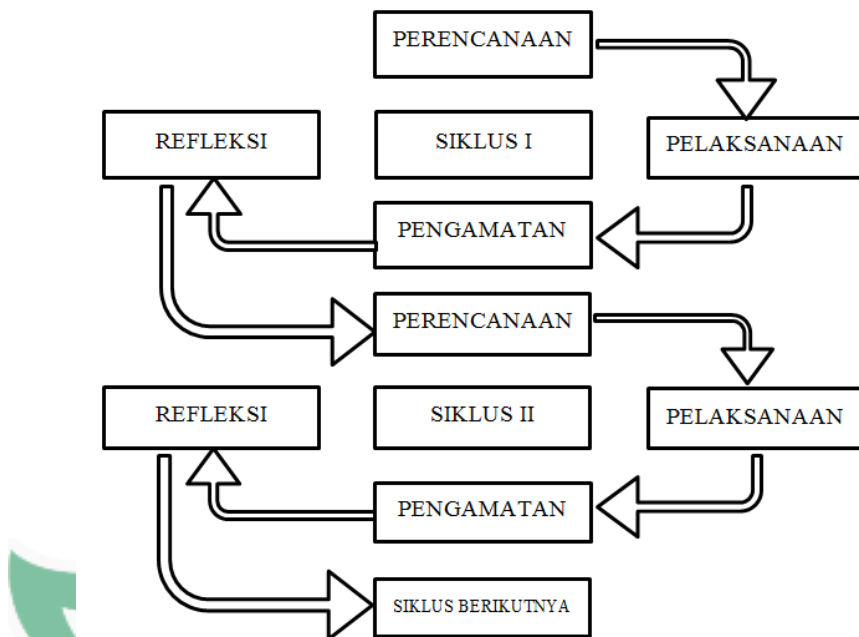 PERENCANAAN
REFLEKSI
SIKLUS I
PELAKSANAAN
PENGAMATAN
PERENCANAAN
REFLEKSI
SIKLUS II
PELAKSANAAN
PENGAMATAN
SIKLUS BERIKUTNYA